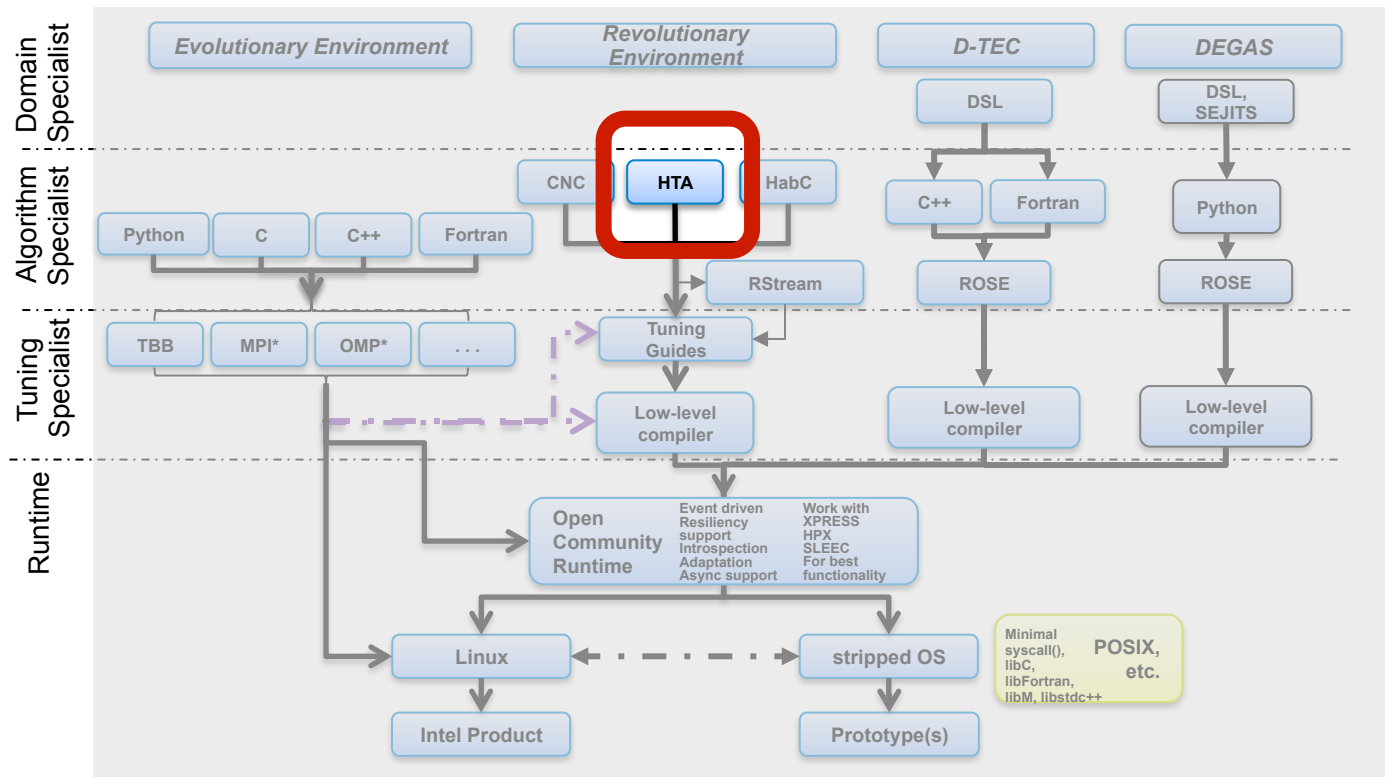 Domain
Specialist
Evolutionary Environment
Revolutionary
Environment
D-TEC
DEGAS
DSL
DSL,
SEJITS
Algorithm
Specialist
CNC
HTA
HabC
C++
Fortran
Python
Python
C
C++
Fortran
RStream
ROSE
ROSE
Tuning
Specialist
TBB
MPI*
OMP*
. . .
Tuning
Guides
Low-level
compiler
Low-level
compiler
Low-level
compiler
Runtime
Open
Community
Runtime
Event driven
Resiliency
support
Introspection
Adaptation
Async support
Work with
XPRESS
HPX
SLEEC
For best
functionality
Linux
stripped OS
Minimal
syscall(),
libC,
libFortran,
libM, libstdc++
POSIX,
etc.
Intel Product
Prototype(s)